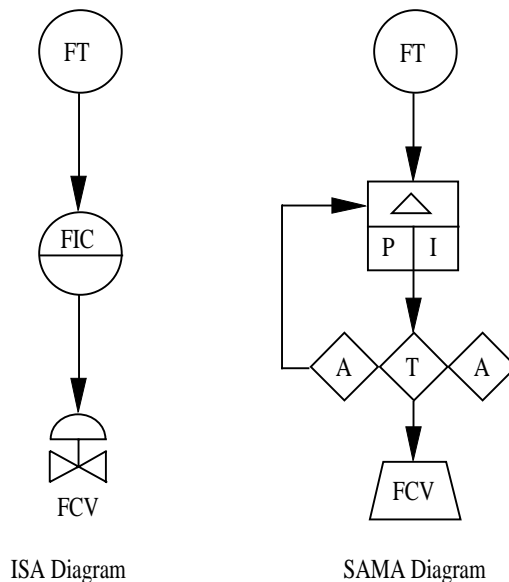 FT
FIC
FCV
ISA Diagram
FT
P I
A T A
FCV
SAMA Diagram